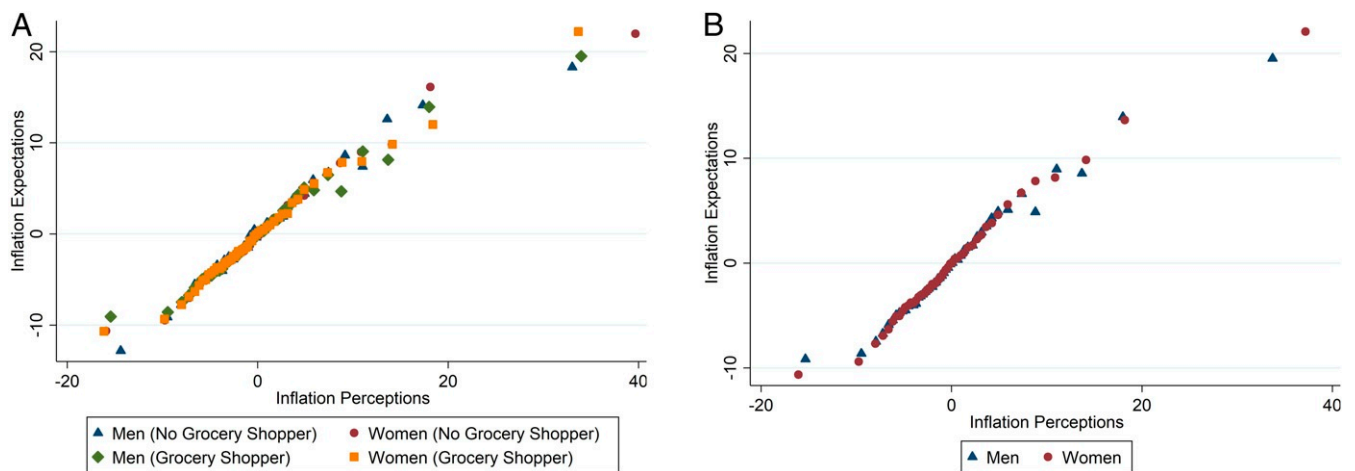 A
Inflation Expectations
20
10
0
-10
-20
0
20
40
Inflation Perceptions
Men (No Grocery Shopper)
Women (No Grocery Shopper)
Men (Grocery Shopper)
Women (Grocery Shopper)
B
Inflation Expectations
20
10
0
-10
-20
0
20
40
Inflation Perceptions
Men
Women